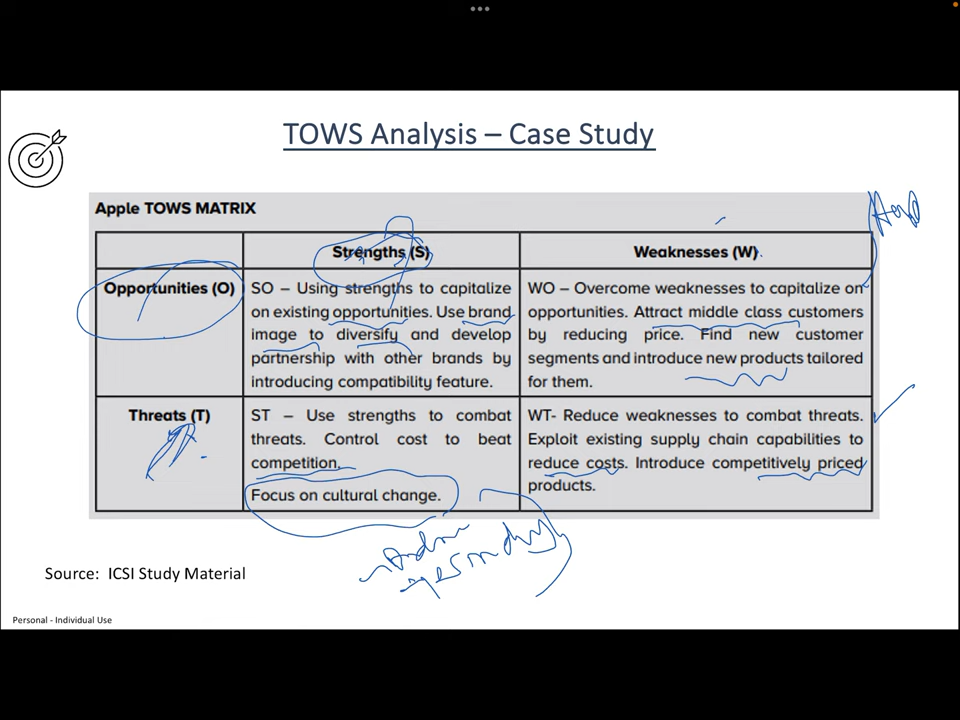 TOWS Analysis – Case Study
Apple TOWS MATRIX
Strengths (S)
Weaknesses (W)
Opportunities (O)
SO – Using strengths to capitalize
on existing opportunities. Use brand
image to diversify and develop
partnership with other brands by
introducing compatibility feature.
WO – Overcome weaknesses to capitalize on
opportunities. Attract middle class customers
by reducing price. Find new customer
segments and introduce new products tailored
for them.
Threats (T)
ST – Use strengths to combat
threats. Control cost to beat
competition.
Focus on cultural change.
WT- Reduce weaknesses to combat threats.
Exploit existing supply chain capabilities to
reduce costs. Introduce competitively priced
products.
Source: ICSI Study Material
Personal - Individual Use